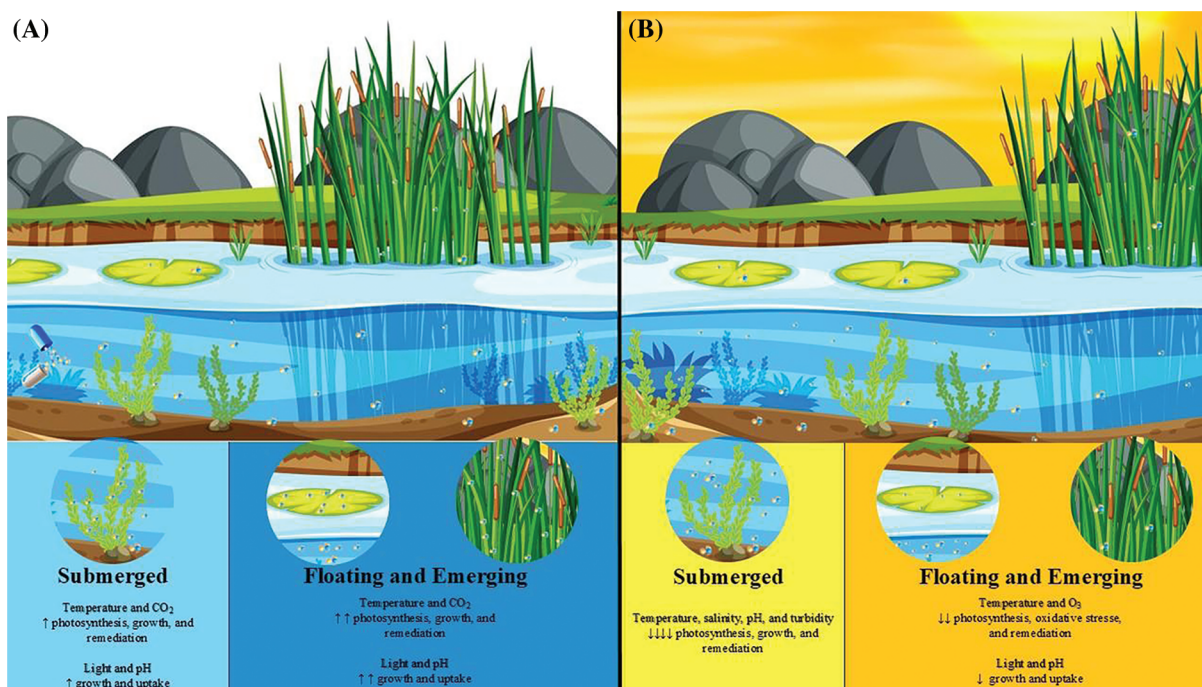 (A)
Submerged
Temperature and CO₂
↑ photosynthesis, growth, and
remediation
Light and pH
↑ growth and uptake
Floating and Emerging
Temperature and CO₂
↑↑ photosynthesis, growth, and
remediation
Light and pH
↑↑ growth and uptake
(B)
Submerged
Temperature, salinity, pH, and turbidity
↓↓↓↓ photosynthesis, growth, and
remediation
Floating and Emerging
Temperature and O₃
↓↓ photosynthesis, oxidative stresse,
and remediation
Light and pH
↓ growth and uptake